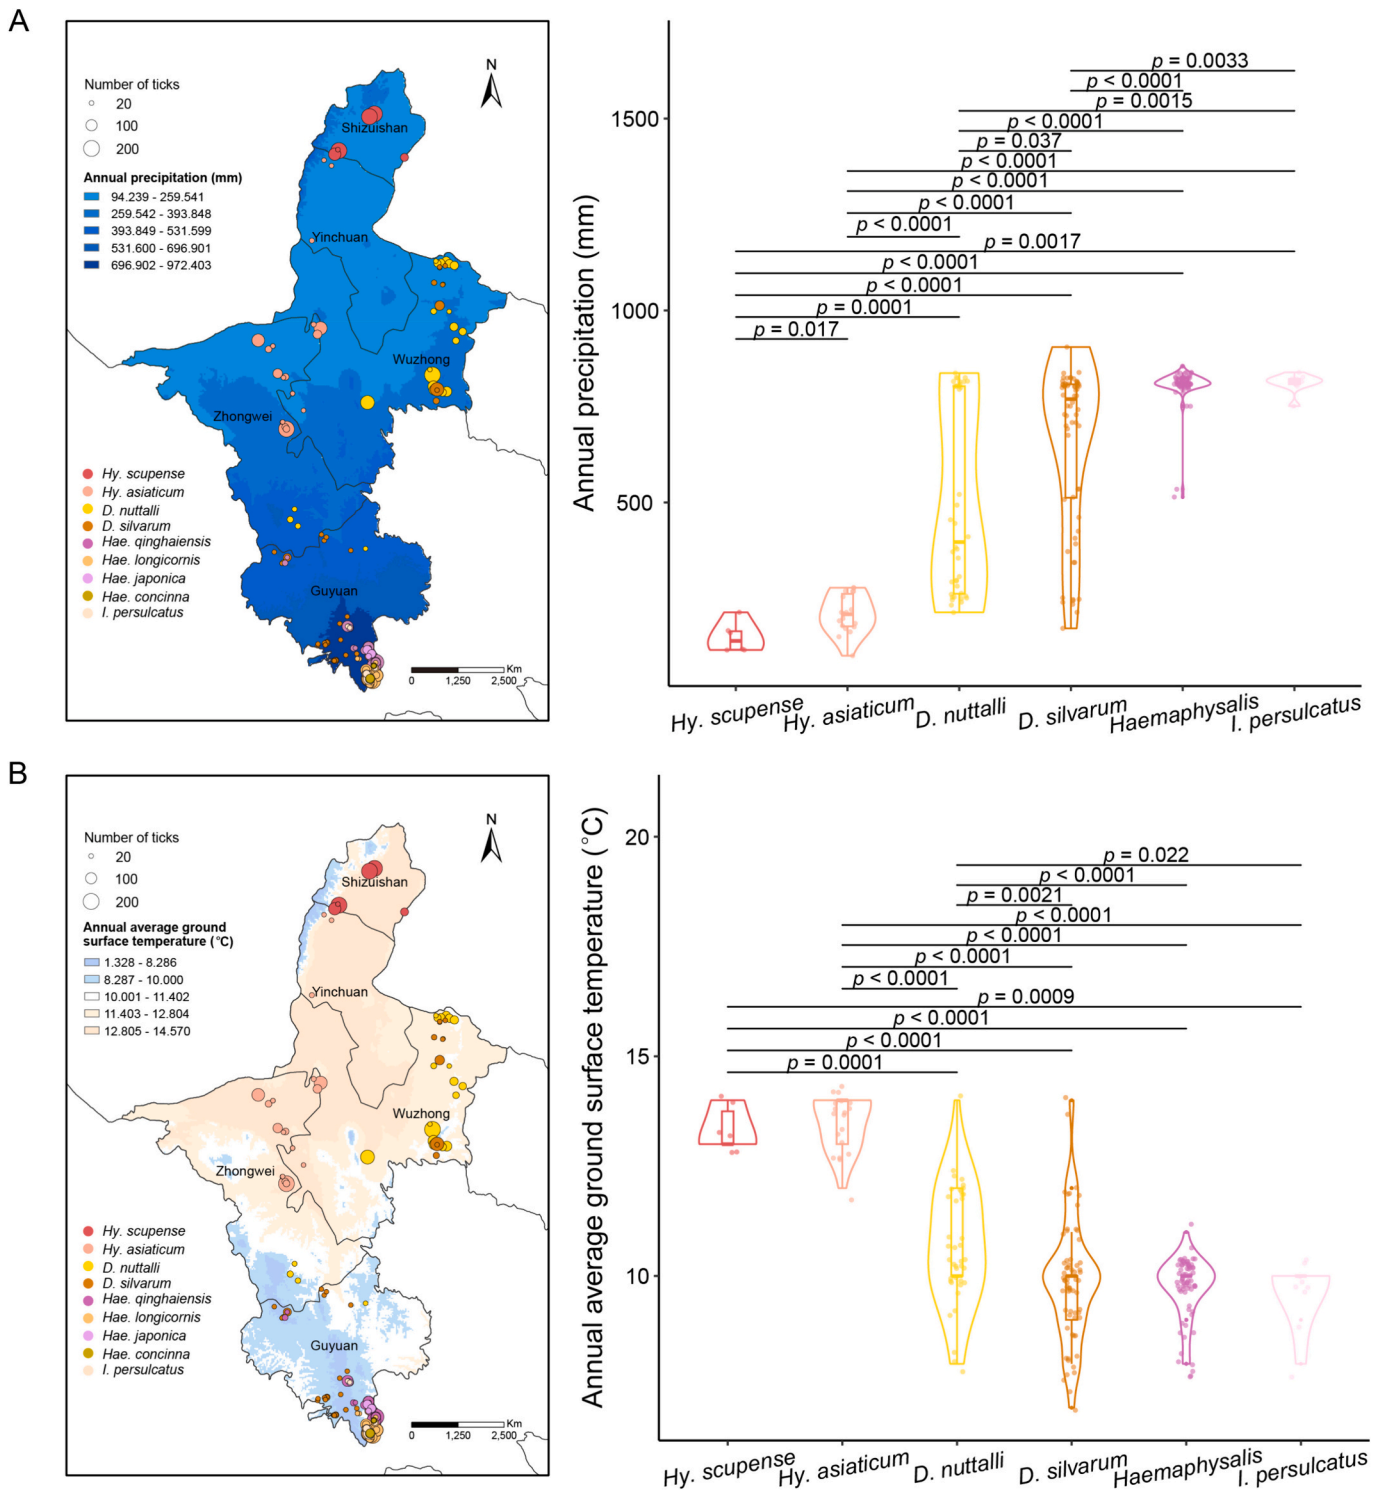 A
N
Number of ticks
20
100
200
Annual precipitation (mm)
94.239 - 259.541
259.542 - 393.848
393.849 - 531.599
531.600 - 696.901
696.902 - 972.403
Shizuishan
Yinchuan
Wuzhong
Zhongwei
Guyuan
Hy. scupense
Hy. asiaticum
D. nuttalli
D. silvarum
Hae. qinghaiensis
Hae. longicornis
Hae. japonica
Hae. concinna
I. persulcatus
Km
0 1,250 2,500
Annual precipitation (mm)
1500
1000
500
p = 0.0033
p < 0.0001
p = 0.0015
p < 0.0001
p = 0.037
p < 0.0001
p < 0.0001
p < 0.0001
p < 0.0001
p = 0.0017
p < 0.0001
p < 0.0001
p = 0.0001
p = 0.017
Hy. scupense Hy. asiaticum D. nuttalli D. silvarum Haemaphysalis I. persulcatus
B
N
Number of ticks
20
100
200
Annual average ground
surface temperature (°C)
1.328 - 8.286
8.287 - 10.000
10.001 - 11.402
11.403 - 12.804
12.805 - 14.570
Shizuishan
Yinchuan
Wuzhong
Zhongwei
Guyuan
Hy. scupense
Hy. asiaticum
D. nuttalli
D. silvarum
Hae. qinghaiensis
Hae. longicornis
Hae. japonica
Hae. concinna
I. persulcatus
Km
0 1,250 2,500
Annual average ground surface temperature (°C)
20
15
10
p = 0.022
p < 0.0001
p = 0.0021
p < 0.0001
p < 0.0001
p < 0.0001
p < 0.0001
p = 0.0009
p < 0.0001
p < 0.0001
p = 0.0001
Hy. scupense Hy. asiaticum D. nuttalli D. silvarum Haemaphysalis I. persulcatus